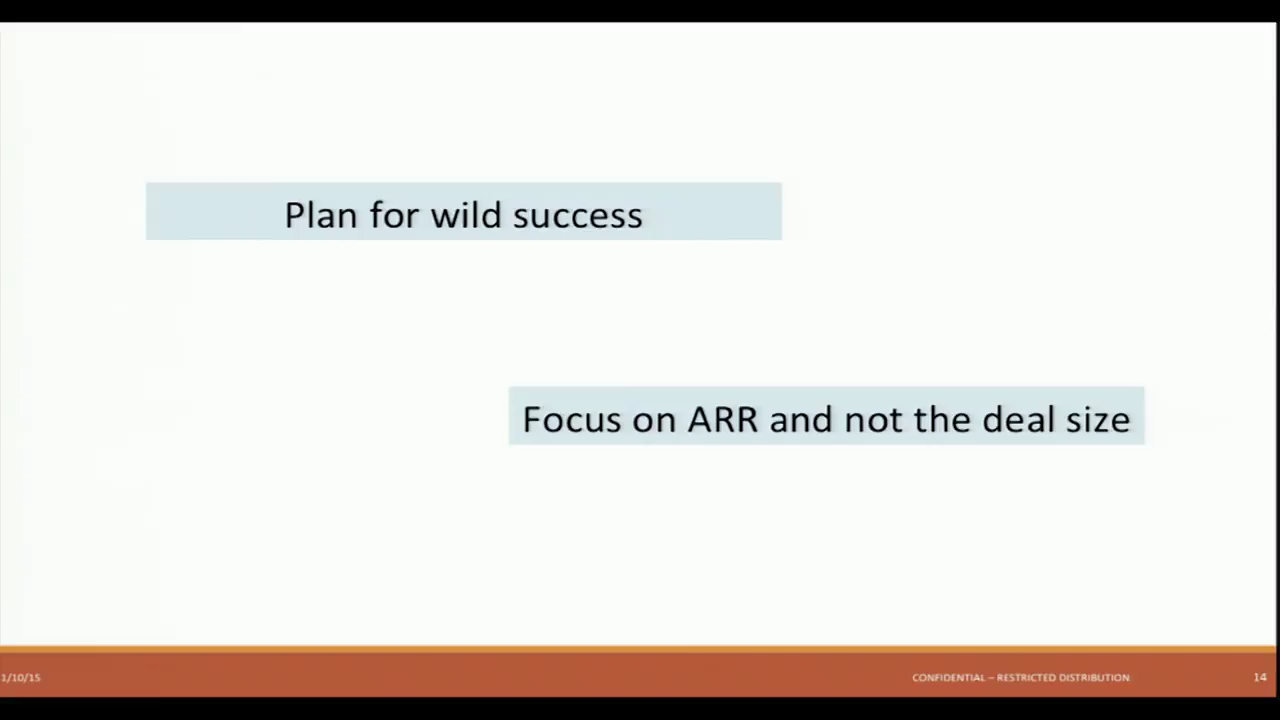 Plan for wild success
Focus on ARR and not the deal size
1/10/15
CONFIDENTIAL – RESTRICTED DISTRIBUTION
14